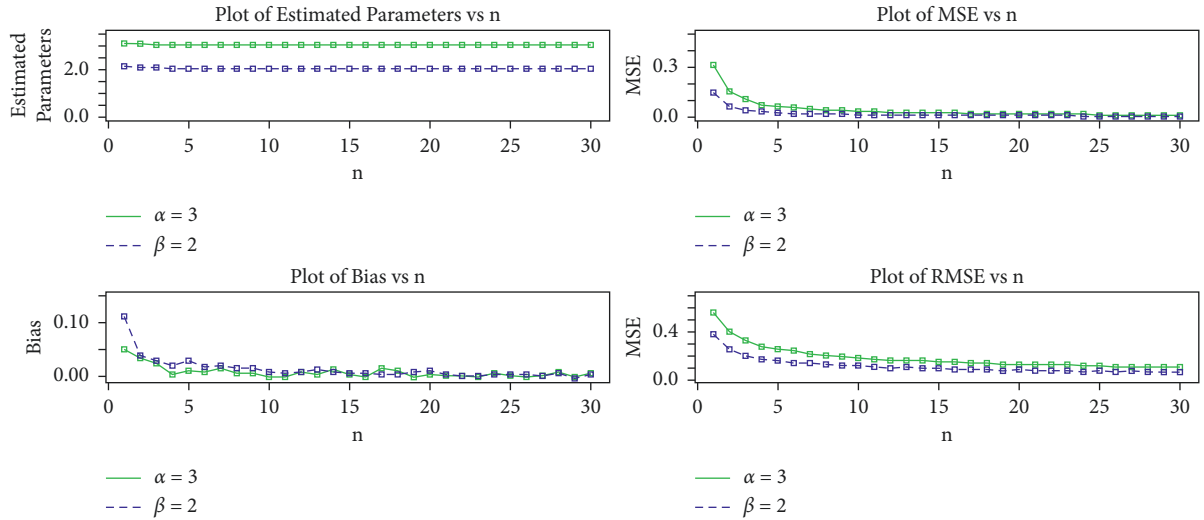 Plot of Estimated Parameters vs n
Estimated
Parameters
2.0
0.0
0 5 10 15 20 25 30
n
α = 3
β = 2
Plot of MSE vs n
MSE
0.3
0.0
0 5 10 15 20 25 30
n
Plot of Bias vs n
Bias
0.10
0.00
0 5 10 15 20 25 30
n
α = 3
β = 2
Plot of RMSE vs n
MSE
0.4
0.0
0 5 10 15 20 25 30
n
α = 3
β = 2
α = 3
β = 2